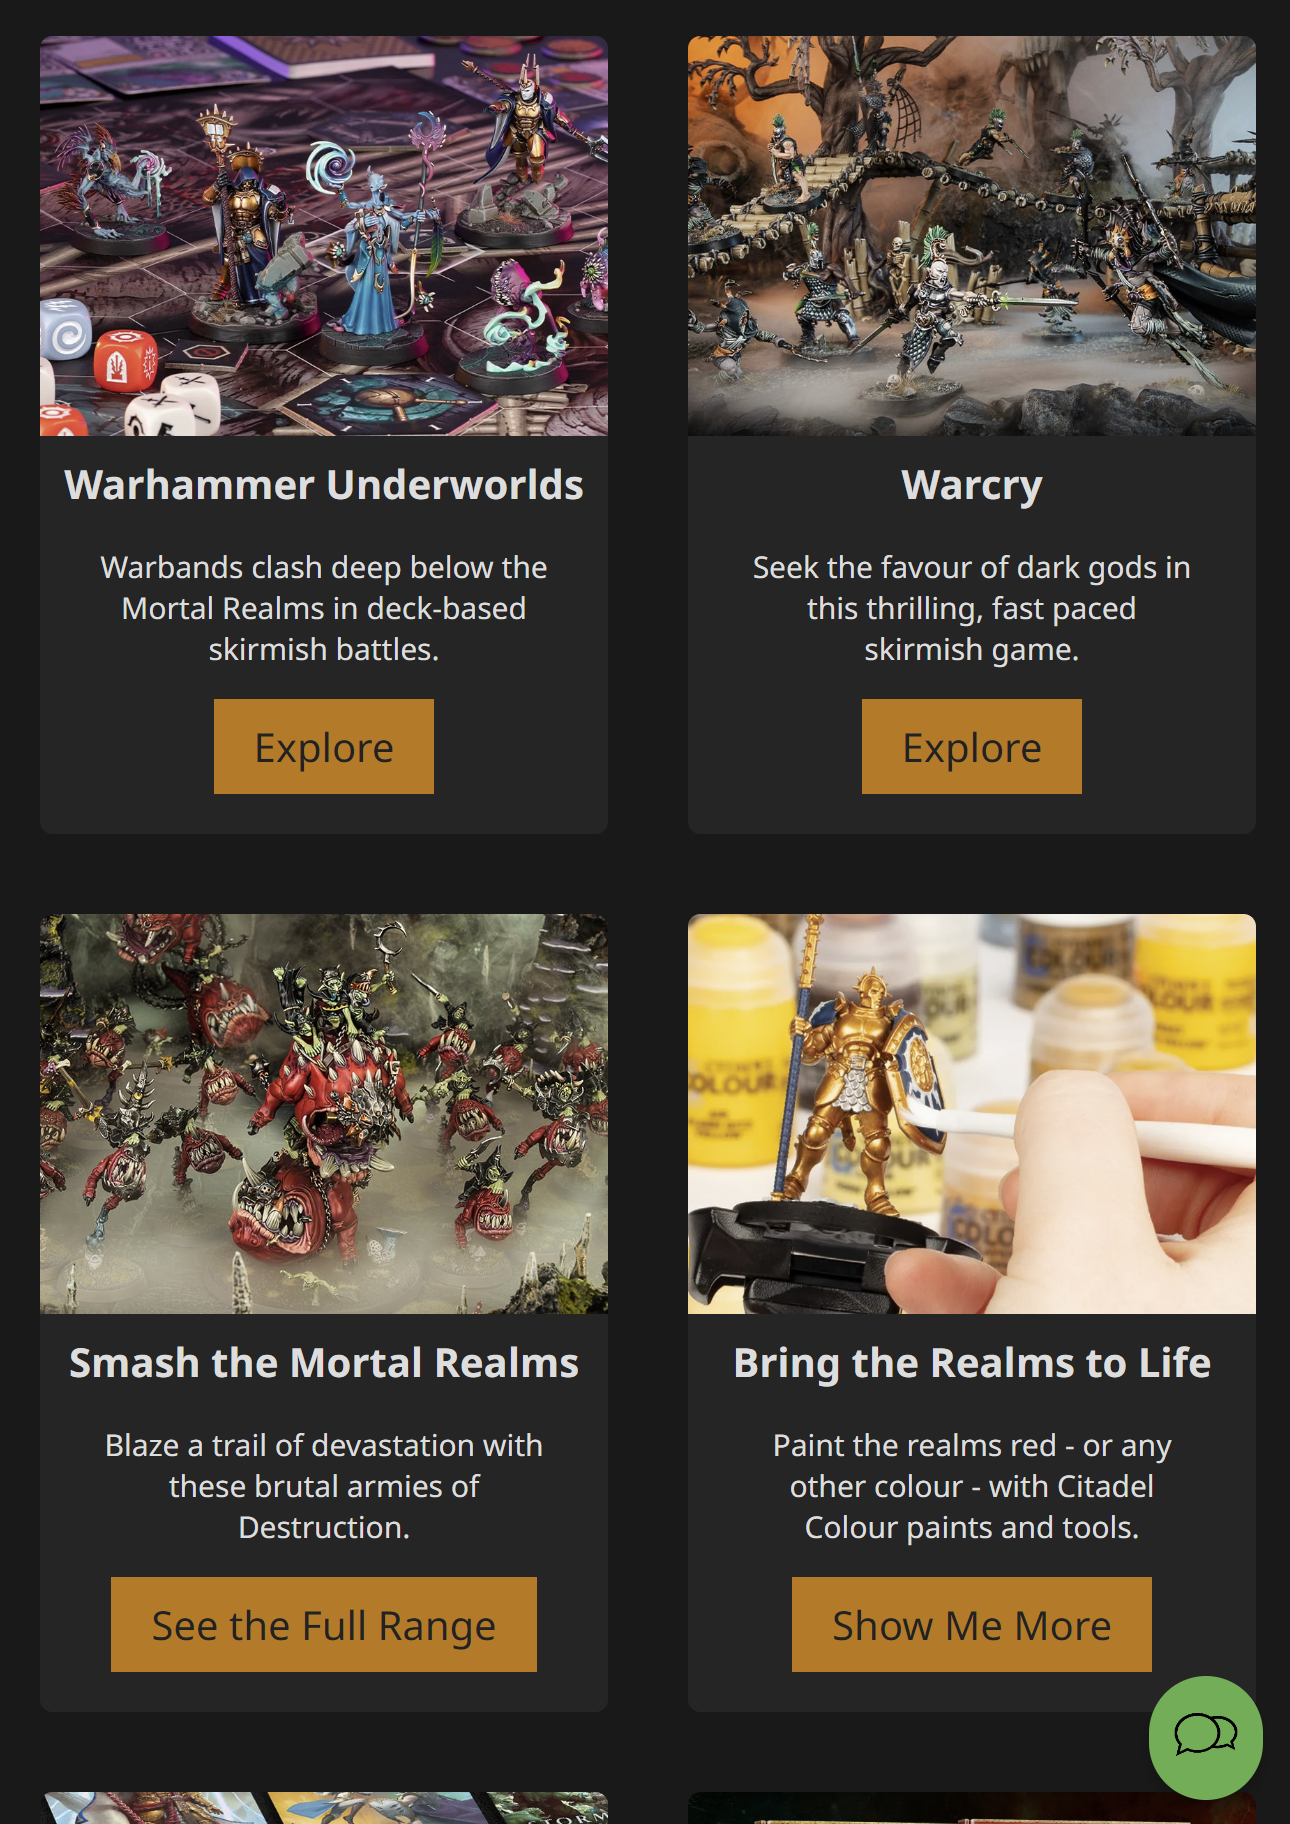 Warhammer Underworlds
Warbands clash deep below the
Mortal Realms in deck-based
skirmish battles.
Explore
Warcry
Seek the favour of dark gods in
this thrilling, fast paced
skirmish game.
Explore
COLOUR
COLOUR
Smash the Mortal Realms
Blaze a trail of devastation with
these brutal armies of
Destruction.
See the Full Range
Bring the Realms to Life
Paint the realms red - or any
other colour - with Citadel
Colour paints and tools.
Show Me More
STORM